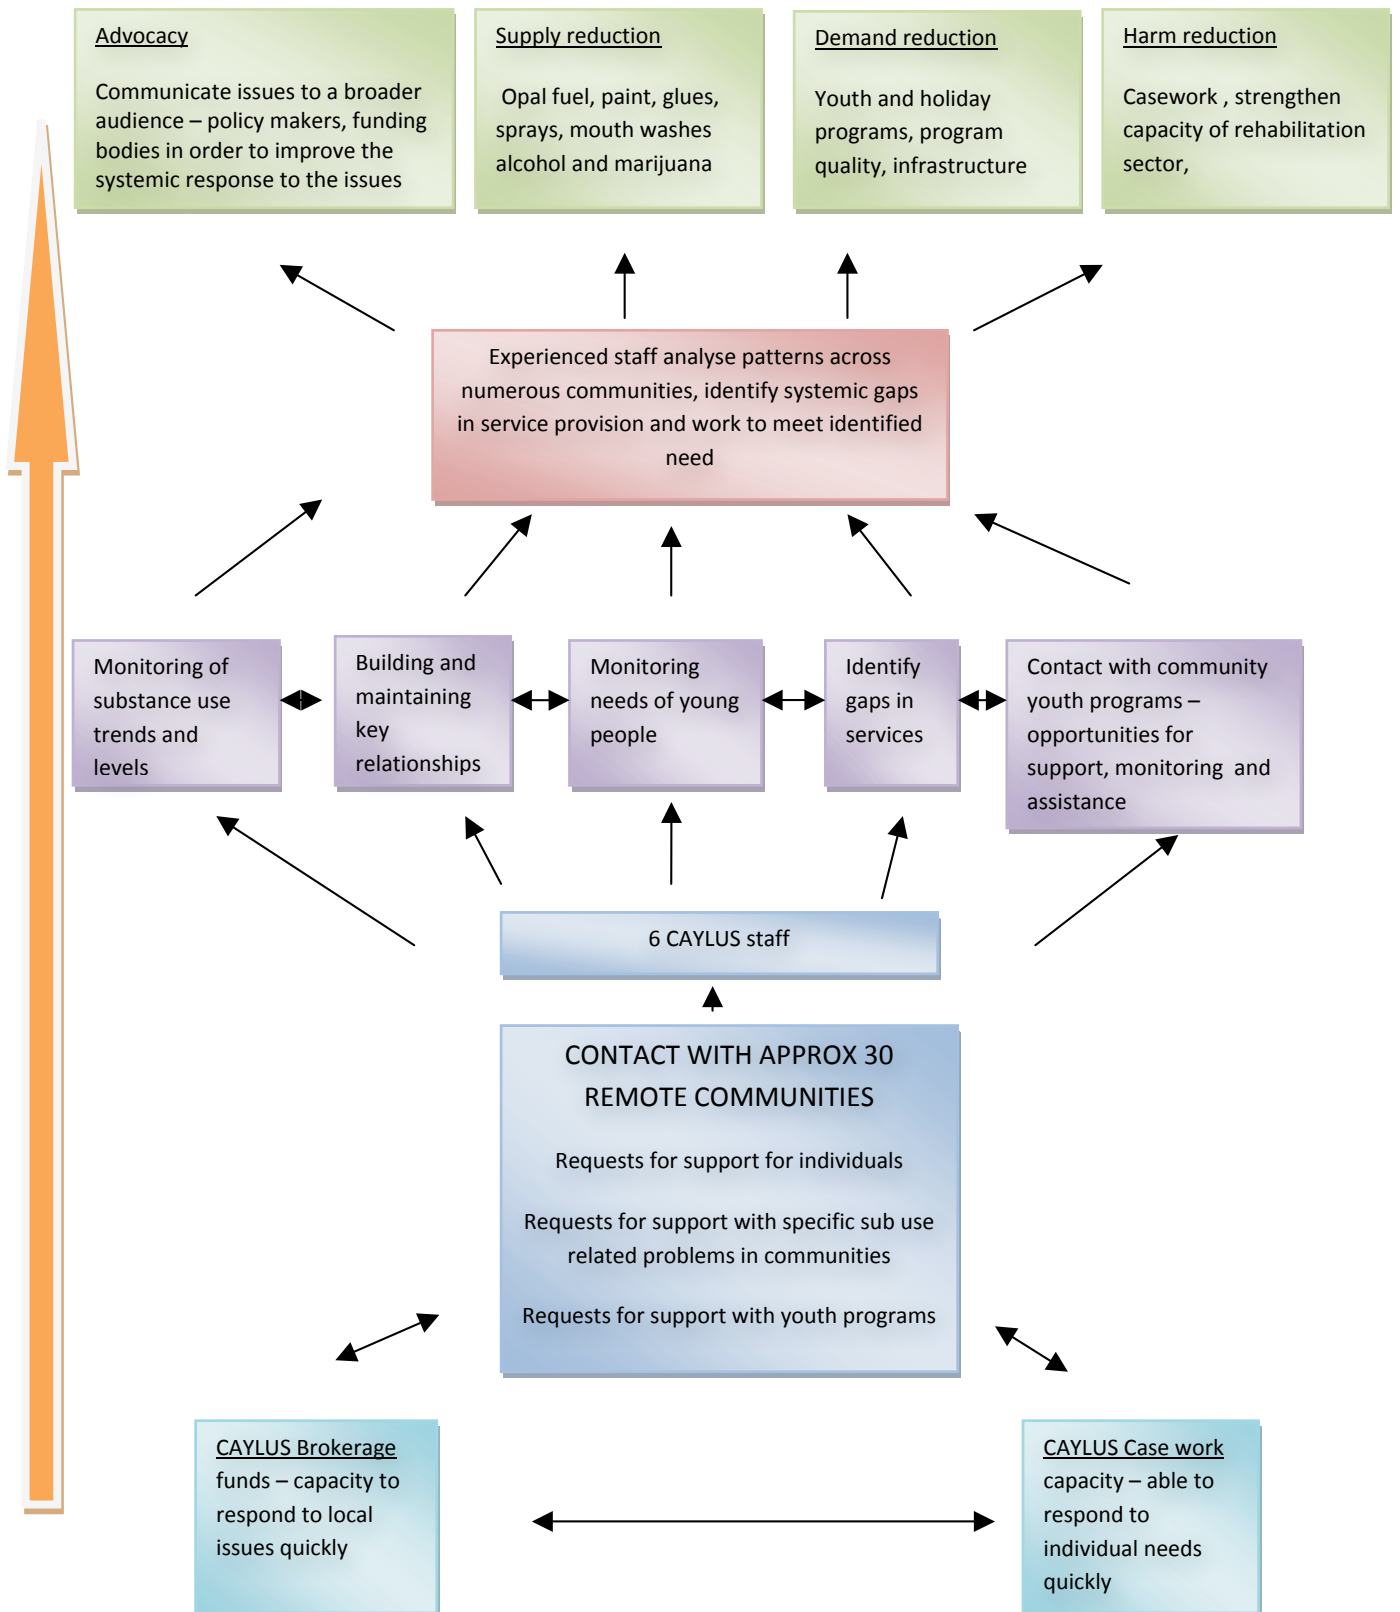 Advocacy
Communicate issues to a broader
audience – policy makers, funding
bodies in order to improve the
systemic response to the issues
Supply reduction
Opal fuel, paint, glues,
sprays, mouth washes
alcohol and marijuana
Demand reduction
Youth and holiday
programs, program
quality, infrastructure
Harm reduction
Casework , strengthen
capacity of rehabilitation
sector,
Experienced staff analyse patterns across
numerous communities, identify systemic gaps
in service provision and work to meet identified
need
Monitoring of
substance use
trends and
levels
Building and
maintaining
key
relationships
Monitoring
needs of young
people
Identify
gaps in
services
Contact with community
youth programs –
opportunities for
support, monitoring and
assistance
6 CAYLUS staff
CONTACT WITH APPROX 30
REMOTE COMMUNITIES
Requests for support for individuals
Requests for support with specific sub use
related problems in communities
Requests for support with youth programs
CAYLUS Brokerage
funds – capacity to
respond to local
issues quickly
CAYLUS Case work
capacity – able to
respond to
individual needs
quickly